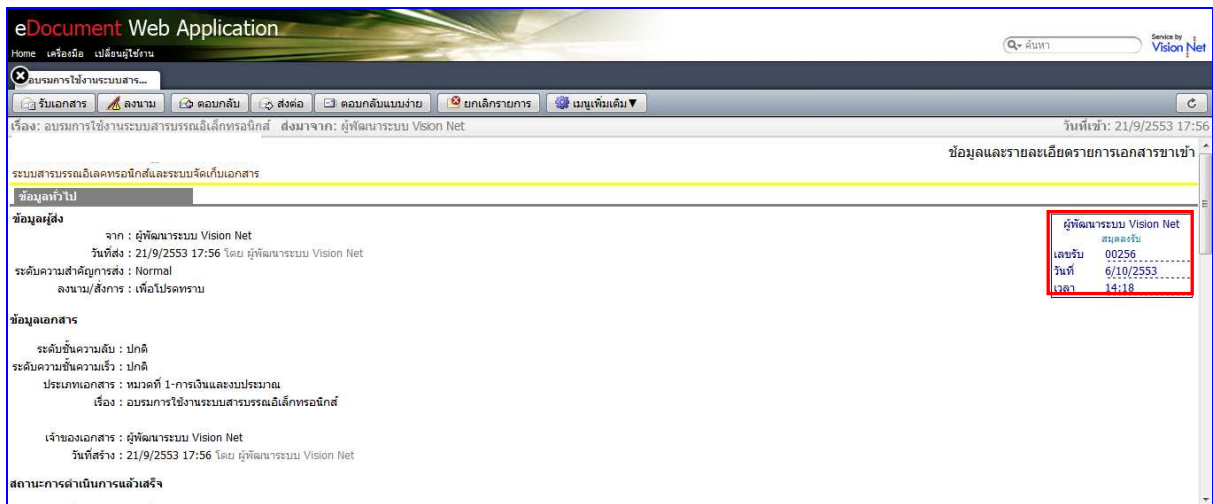 eDocument Web Application
Home เครื่องมือ เปลี่ยนผู้ใช้งาน
ค้นหา
Service by
Vision Net
อบรมการใช้งานระบบสาร...
รับเอกสาร ลงนาม ตอบกลับ ส่งต่อ ตอบกลับแบบง่าย ยกเลิกรายการ เมนูเพิ่มเติม▼
เรื่อง: อบรมการใช้งานระบบสารบรรณอิเล็กทรอนิกส์ ส่งมาจาก: ผู้พัฒนาระบบ Vision Net วันที่เข้า: 21/9/2553 17:56
ข้อมูลและรายละเอียดรายการเอกสารขาเข้า
ระบบสารบรรณอิเลคทรอนิกส์และระบบจัดเก็บเอกสาร
ข้อมูลทั่วไป
ข้อมูลผู้ส่ง
จาก : ผู้พัฒนาระบบ Vision Net
วันที่ส่ง : 21/9/2553 17:56 โดย ผู้พัฒนาระบบ Vision Net
ระดับความสำคัญการส่ง : Normal
ลงนาม/สั่งการ : เพื่อโปรดทราบ
ผู้พัฒนาระบบ Vision Net
สมุดลงรับ
เลขรับ 00256
วันที่ 6/10/2553
เวลา 14:18
ข้อมูลเอกสาร
ระดับชั้นความลับ : ปกติ
ระดับความชั้นความเร็ว : ปกติ
ประเภทเอกสาร : หมวดที่ 1-การเงินและงบประมาณ
เรื่อง : อบรมการใช้งานระบบสารบรรณอิเล็กทรอนิกส์
เจ้าของเอกสาร : ผู้พัฒนาระบบ Vision Net
วันที่สร้าง : 21/9/2553 17:56 โดย ผู้พัฒนาระบบ Vision Net
สถานะการดำเนินการแล้วเสร็จ